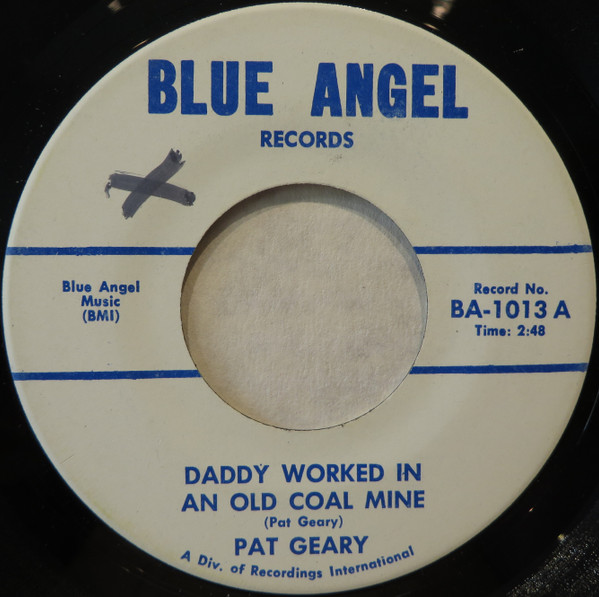 BLUE ANGEL
RECORDS
Blue Angel
Music
(BMI)
Record No.
BA-1013 A
Time: 2:48
DADDY WORKED IN
AN OLD COAL MINE
(Pat Geary)
PAT GEARY
A Div. of Recordings International